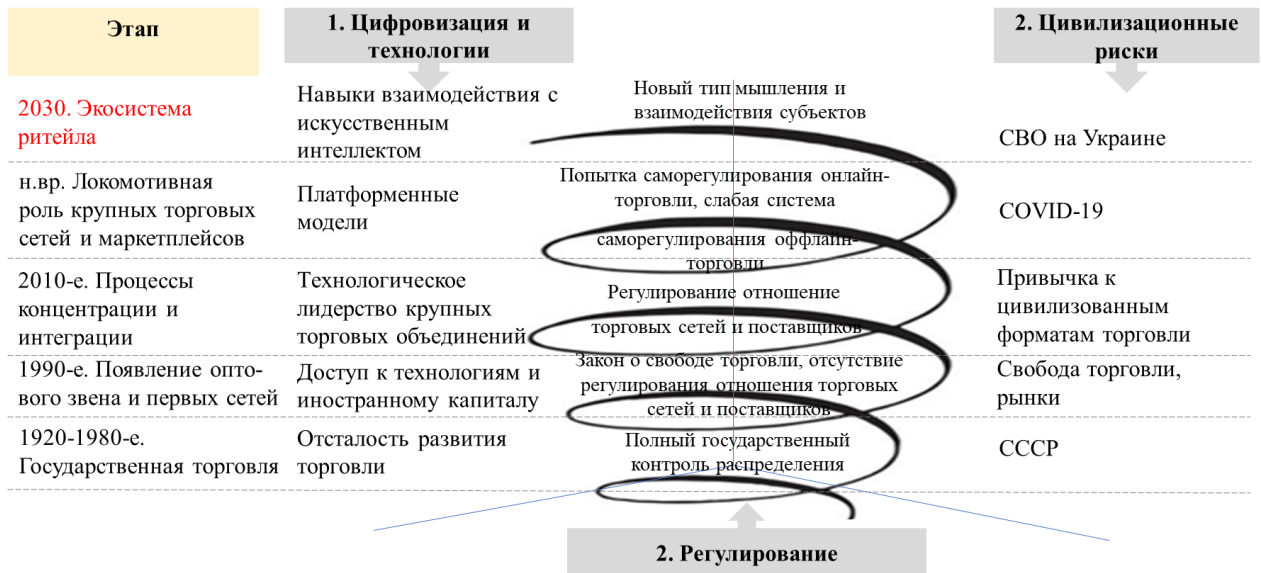 Этап
1. Цифровизация и
технологии
2. Цивилизационные
риски
2030. Экосистема
ритейла
Навыки взаимодействия с
искусственным
интеллектом
Новый тип мышления и
взаимодействия субъектов
СВО на Украине
н.вр. Локомотивная
роль крупных торговых
сетей и маркетплейсов
Платформенные
модели
Попытка саморегулирования онлайн-
торговли, слабая система
саморегулирования оффлайн-
торговли
COVID-19
2010-е. Процессы
концентрации и
интеграции
Технологическое
лидерство крупных
торговых объединений
Регулирование отношение
торговых сетей и поставщиков
Привычка к
цивилизованным
форматам торговли
1990-е. Появление опто-
вого звена и первых сетей
Доступ к технологиям и
иностранному капиталу
Закон о свободе торговли, отсутствие
регулирования отношения торговых
сетей и поставщиков
Свобода торговли,
рынки
1920-1980-е.
Государственная торговля
Отсталость развития
торговли
Полный государственный
контроль распределения
СССР
2. Регулирование